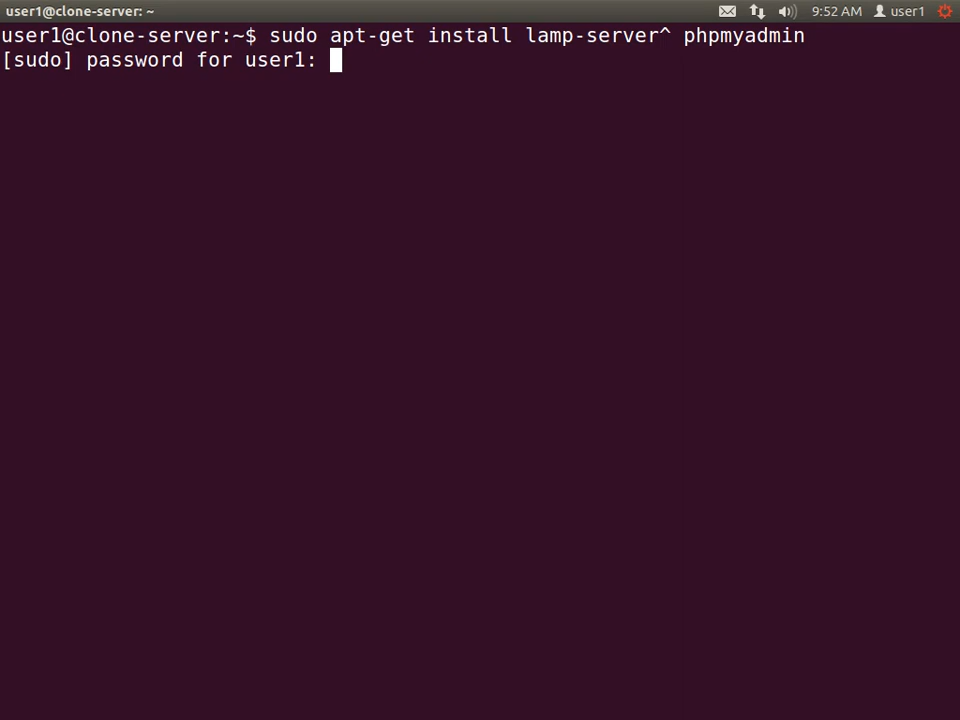 user1@clone-server: ~ 9:52 AM user1
user1@clone-server:~$ sudo apt-get install lamp-server^ phpmyadmin
[sudo] password for user1: